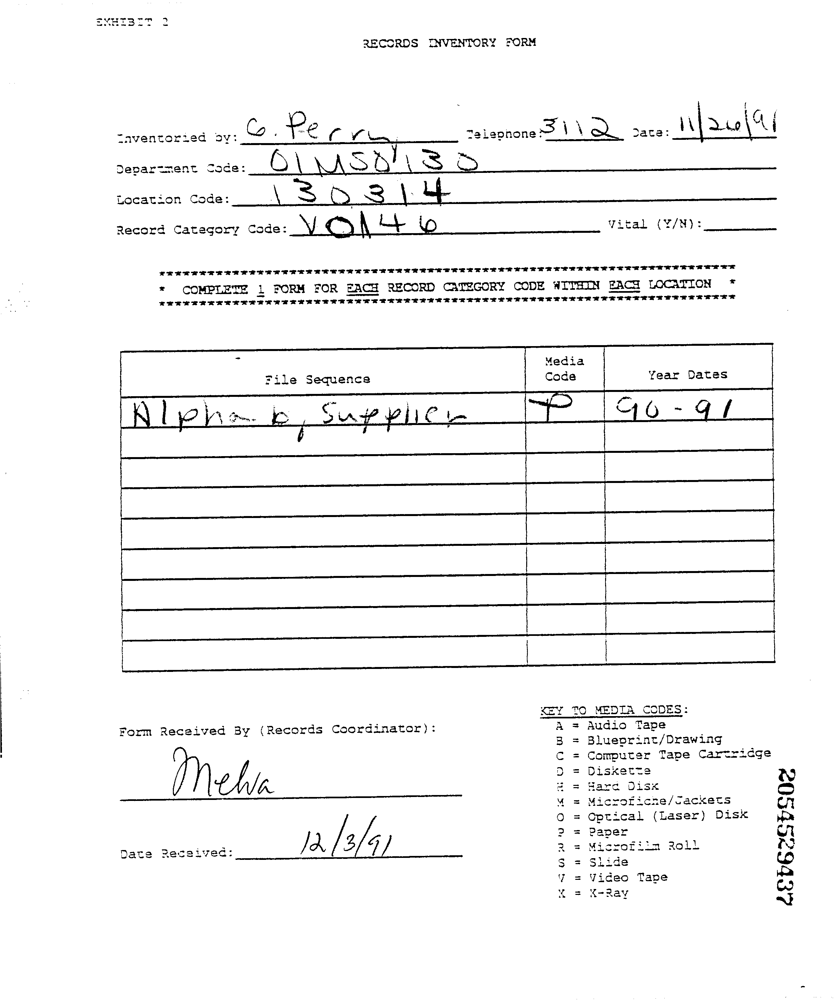 EXHIBIT 2
RECORDS INVENTORY FORM
Inventoried by: G. Perry Telephone: 3112 Date: 11/26/91
Department Code: 01MS0130
Location Code: 130314
Record Category Code: V0146 Vital (Y/N):
* COMPLETE 1 FORM FOR EACH RECORD CATEGORY CODE WITHIN EACH LOCATION *
File Sequence Media Code Year Dates
Alpha by Supplier P 90-91
Form Received By (Records Coordinator):
Melva
Date Received: 12/3/91
KEY TO MEDIA CODES:
A = Audio Tape
B = Blueprint/Drawing
C = Computer Tape Cartridge
D = Diskette
H = Hard Disk
M = Microfiche/Jackets
O = Optical (Laser) Disk
P = Paper
R = Microfilm Roll
S = Slide
V = Video Tape
X = X-Ray
2054529437